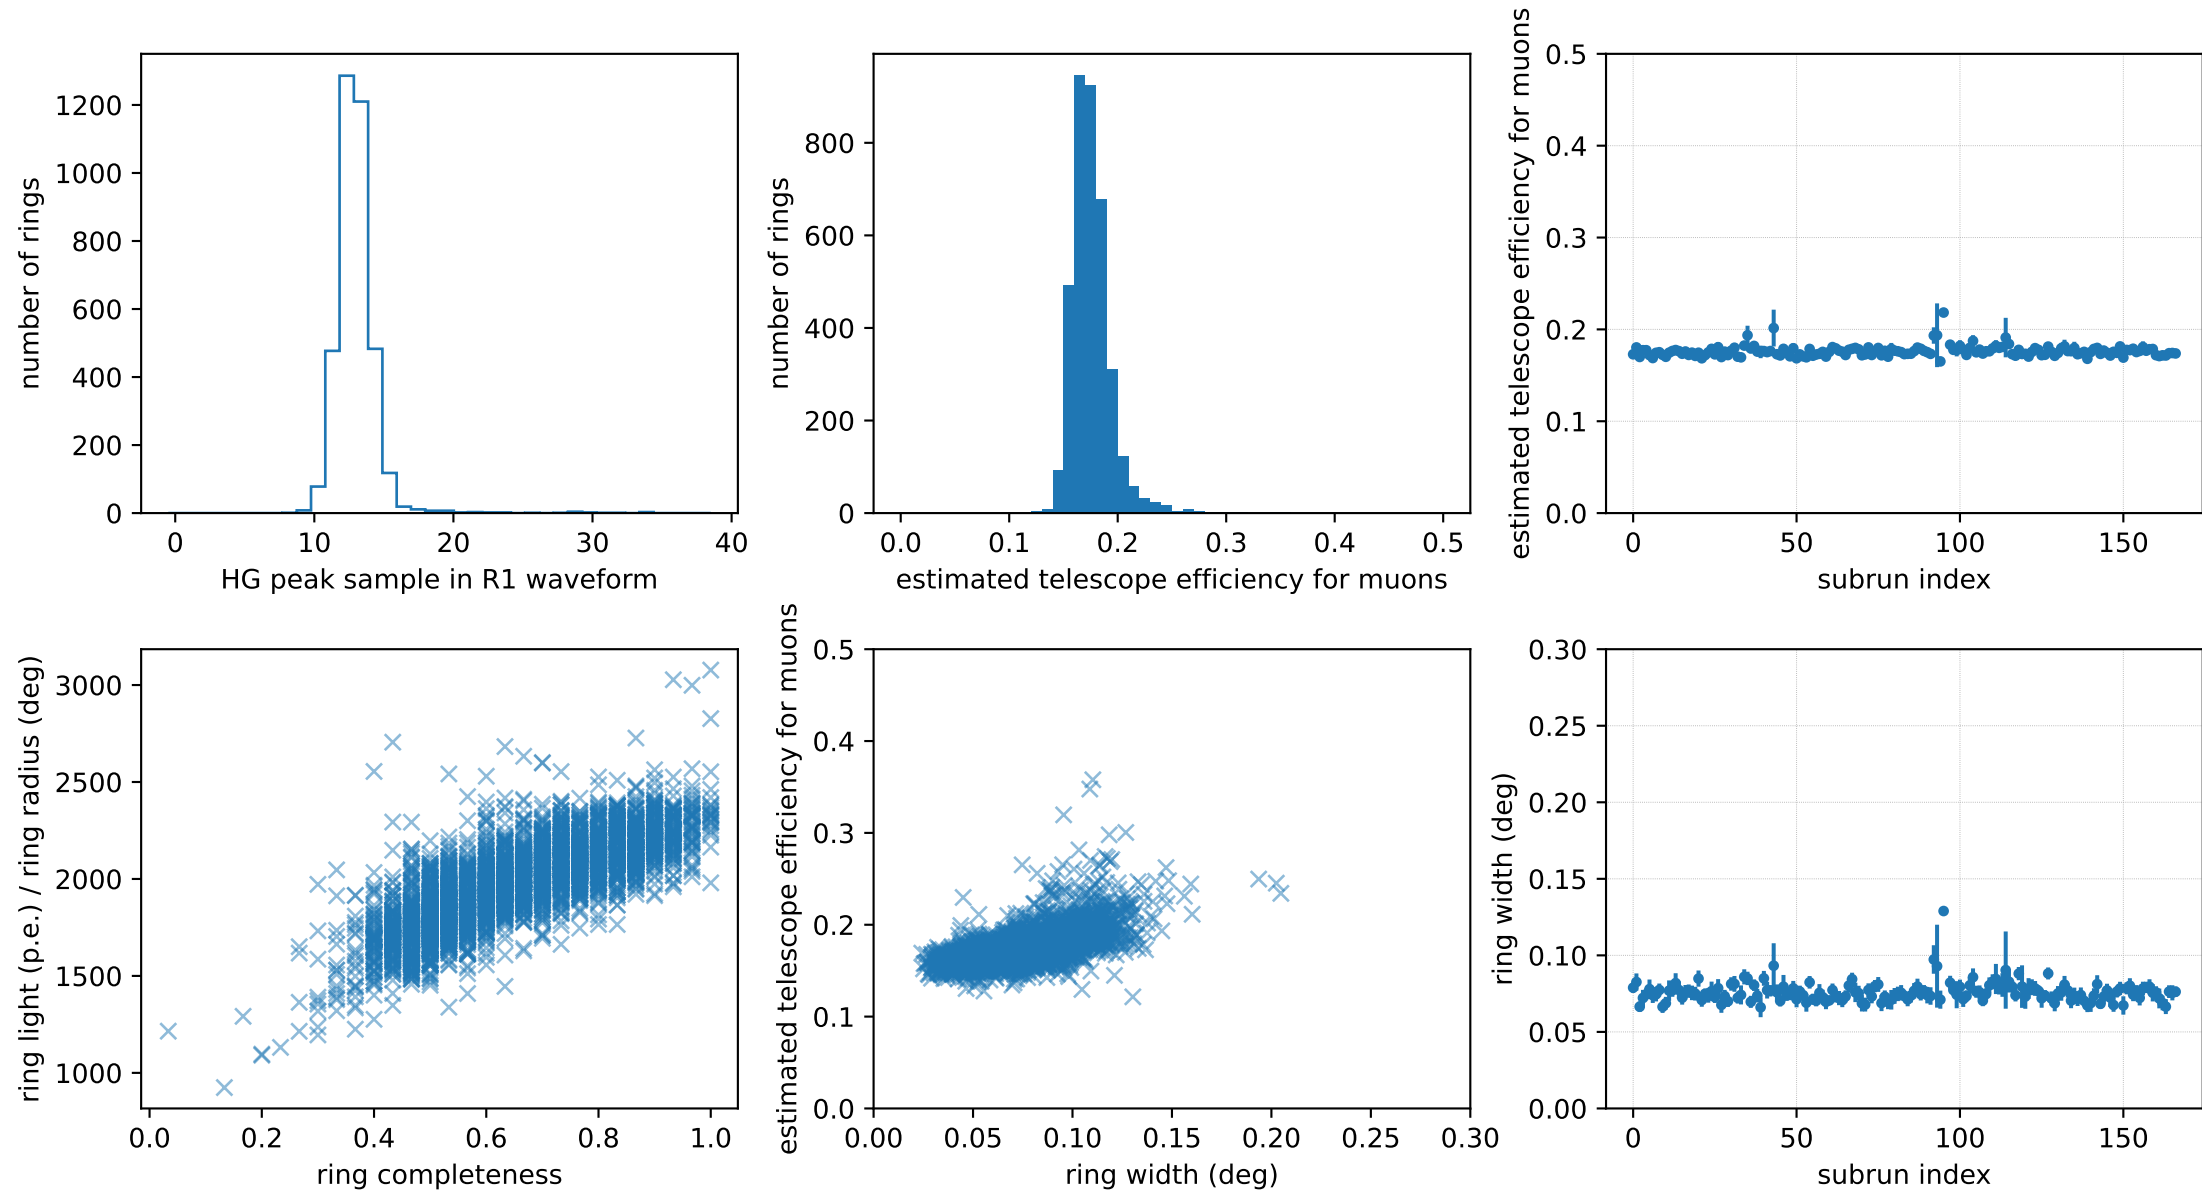 1200
1000
800
600
400
200
0
number of rings
0 10 20 30 40
HG peak sample in R1 waveform
800
600
400
200
0
number of rings
0.0 0.1 0.2 0.3 0.4 0.5
estimated telescope efficiency for muons
0.5
0.4
0.3
0.2
0.1
0.0
estimated telescope efficiency for muons
0 50 100 150
subrun index
3000
2500
2000
1500
1000
ring light (p.e.) / ring radius (deg)
0.0 0.2 0.4 0.6 0.8 1.0
ring completeness
0.5
0.4
0.3
0.2
0.1
0.0
estimated telescope efficiency for muons
0.00 0.05 0.10 0.15 0.20 0.25 0.30
ring width (deg)
0.30
0.25
0.20
0.15
0.10
0.05
0.00
ring width (deg)
0 50 100 150
subrun index